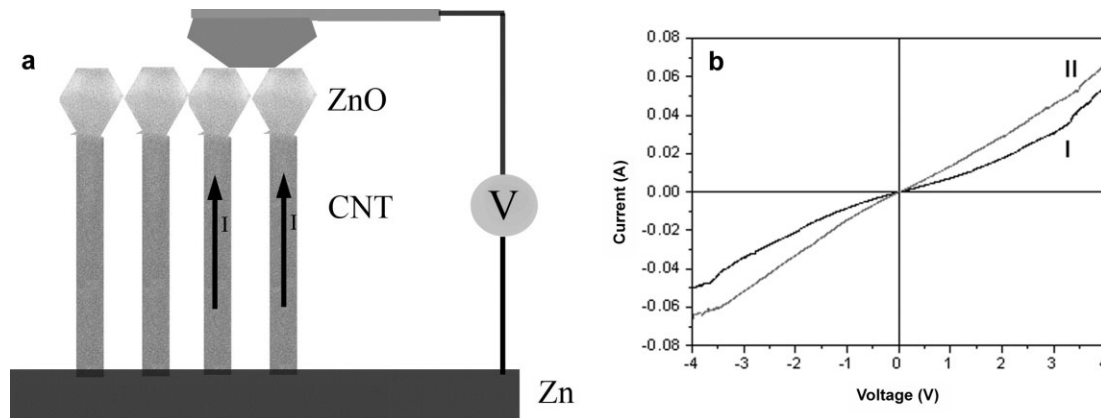 a
ZnO
CNT
I
I
V
Zn
b
II
I
Current (A)
0.08
0.06
0.04
0.02
0.00
-0.02
-0.04
-0.06
-0.08
-4 -3 -2 -1 0 1 2 3 4
Voltage (V)